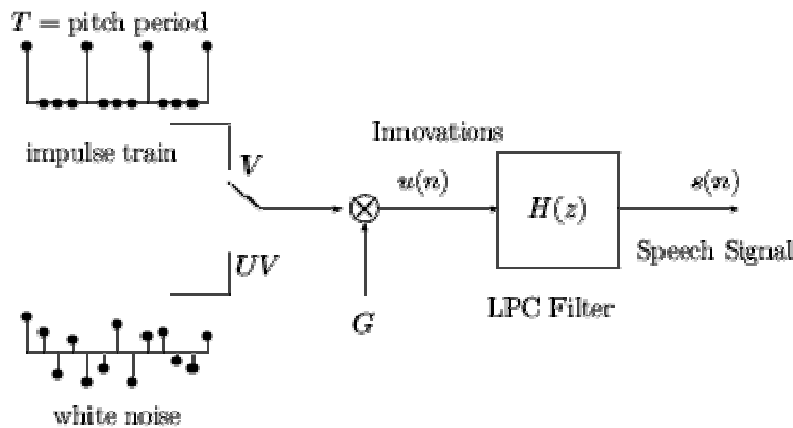 T = pitch period
impulse train
V
Innovations
u(n)
H(z)
s(n)
Speech Signal
UV
G
LPC Filter
white noise